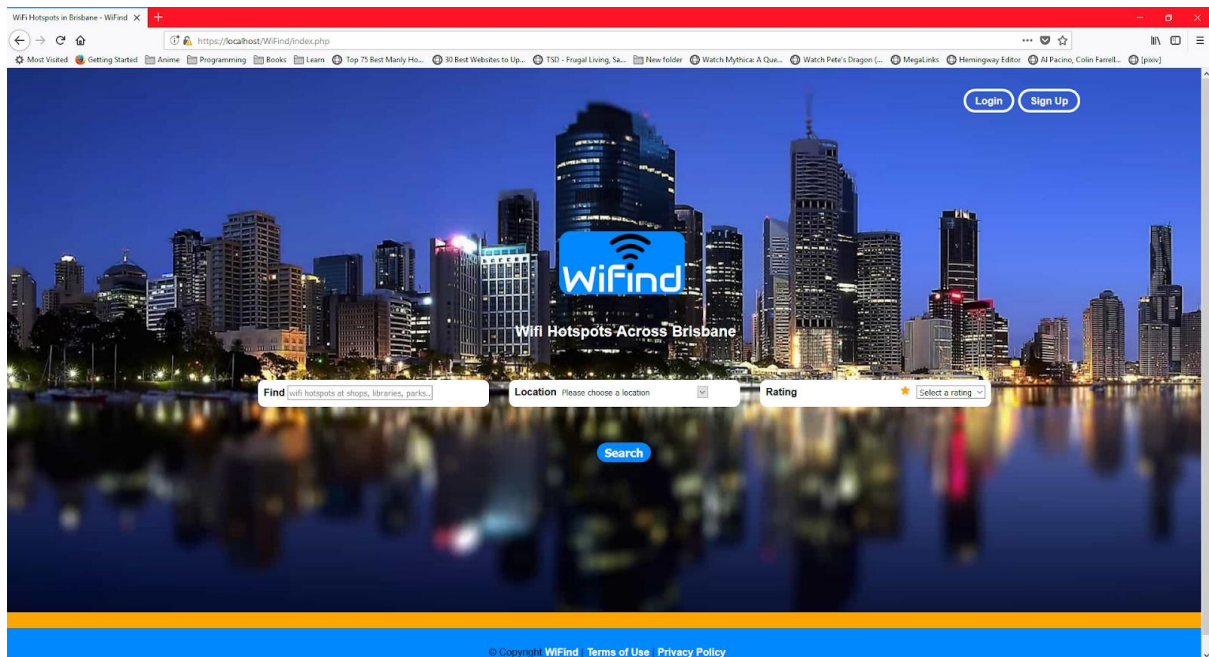 WiFi Hotspots in Brisbane - WiFind
https://localhost/WiFind/index.php
Most Visited Getting Started Anime Programming Books Learn Top 75 Best Manly Ho... 30 Best Websites to Up... TSD - Frugal Living, Sa... New folder Watch Mythica: A Que... Watch Pete's Dragon (... MegaLinks Hemingway Editor Al Pacino, Colin Farrell... [pixiv]
Login Sign Up
WiFind
Wifi Hotspots Across Brisbane
Find wifi hotspots at shops, libraries, parks.. Location Please choose a location Rating Select a rating
Search
© Copyright WiFind | Terms of Use | Privacy Policy